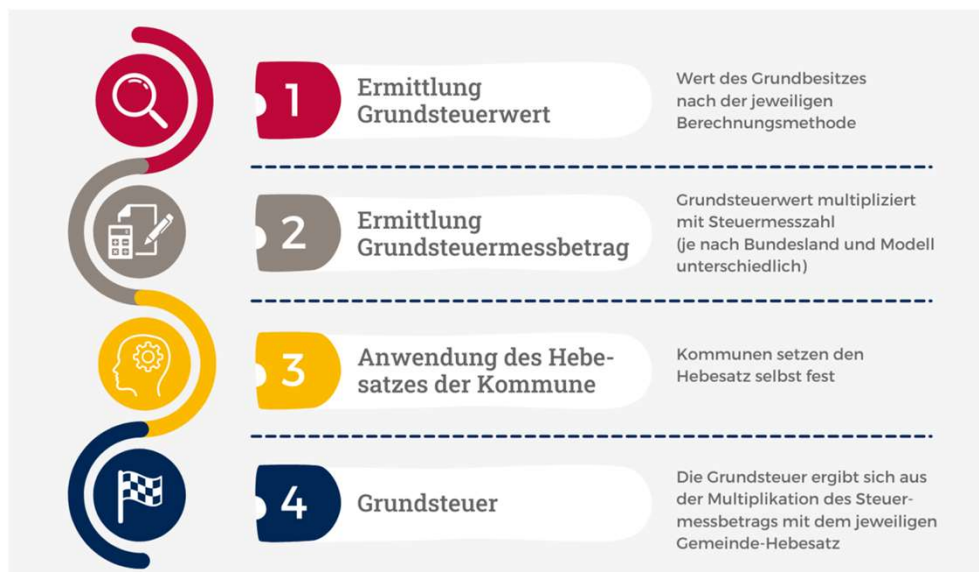 1
Ermittlung
Grundsteuerwert
Wert des Grundbesitzes
nach der jeweiligen
Berechnungsmethode
2
Ermittlung
Grundsteuermessbetrag
Grundsteuerwert multipliziert
mit Steuermesszahl
(je nach Bundesland und Modell
unterschiedlich)
3
Anwendung des Hebe-
satzes der Kommune
Kommunen setzen den
Hebesatz selbst fest
4
Grundsteuer
Die Grundsteuer ergibt sich aus
der Multiplikation des Steuer-
messbetrags mit dem jeweiligen
Gemeinde-Hebesatz